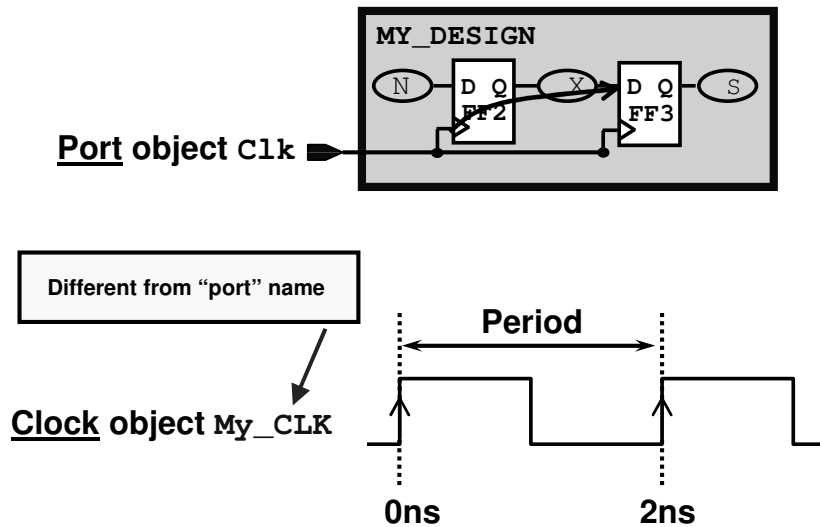 MY_DESIGN
N D Q X D Q S
FF2 FF3
Port object Clk
Different from “port” name
Period
Clock object My_CLK
0ns 2ns